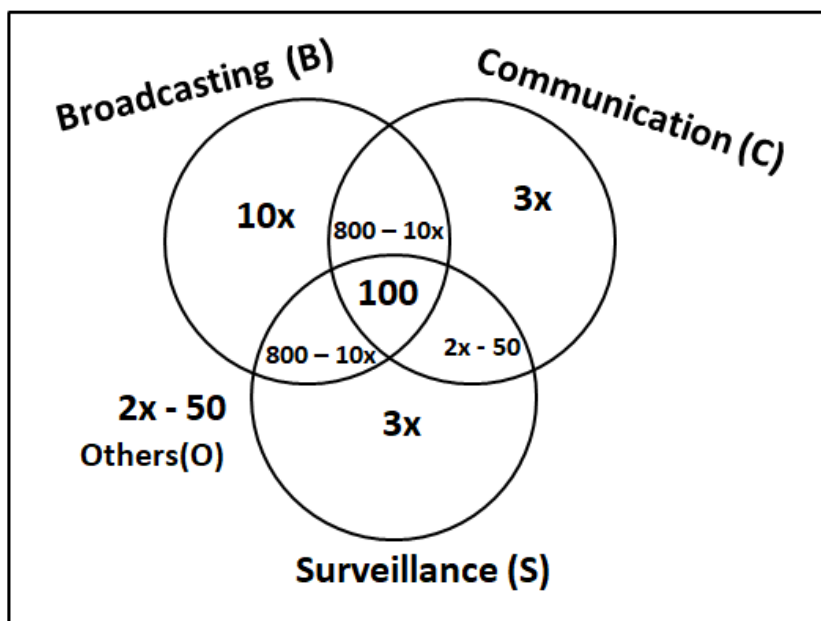 Broadcasting (B)
Communication (C)
10x
3x
800 – 10x
100
800 – 10x
2x - 50
2x - 50
Others(O)
3x
Surveillance (S)